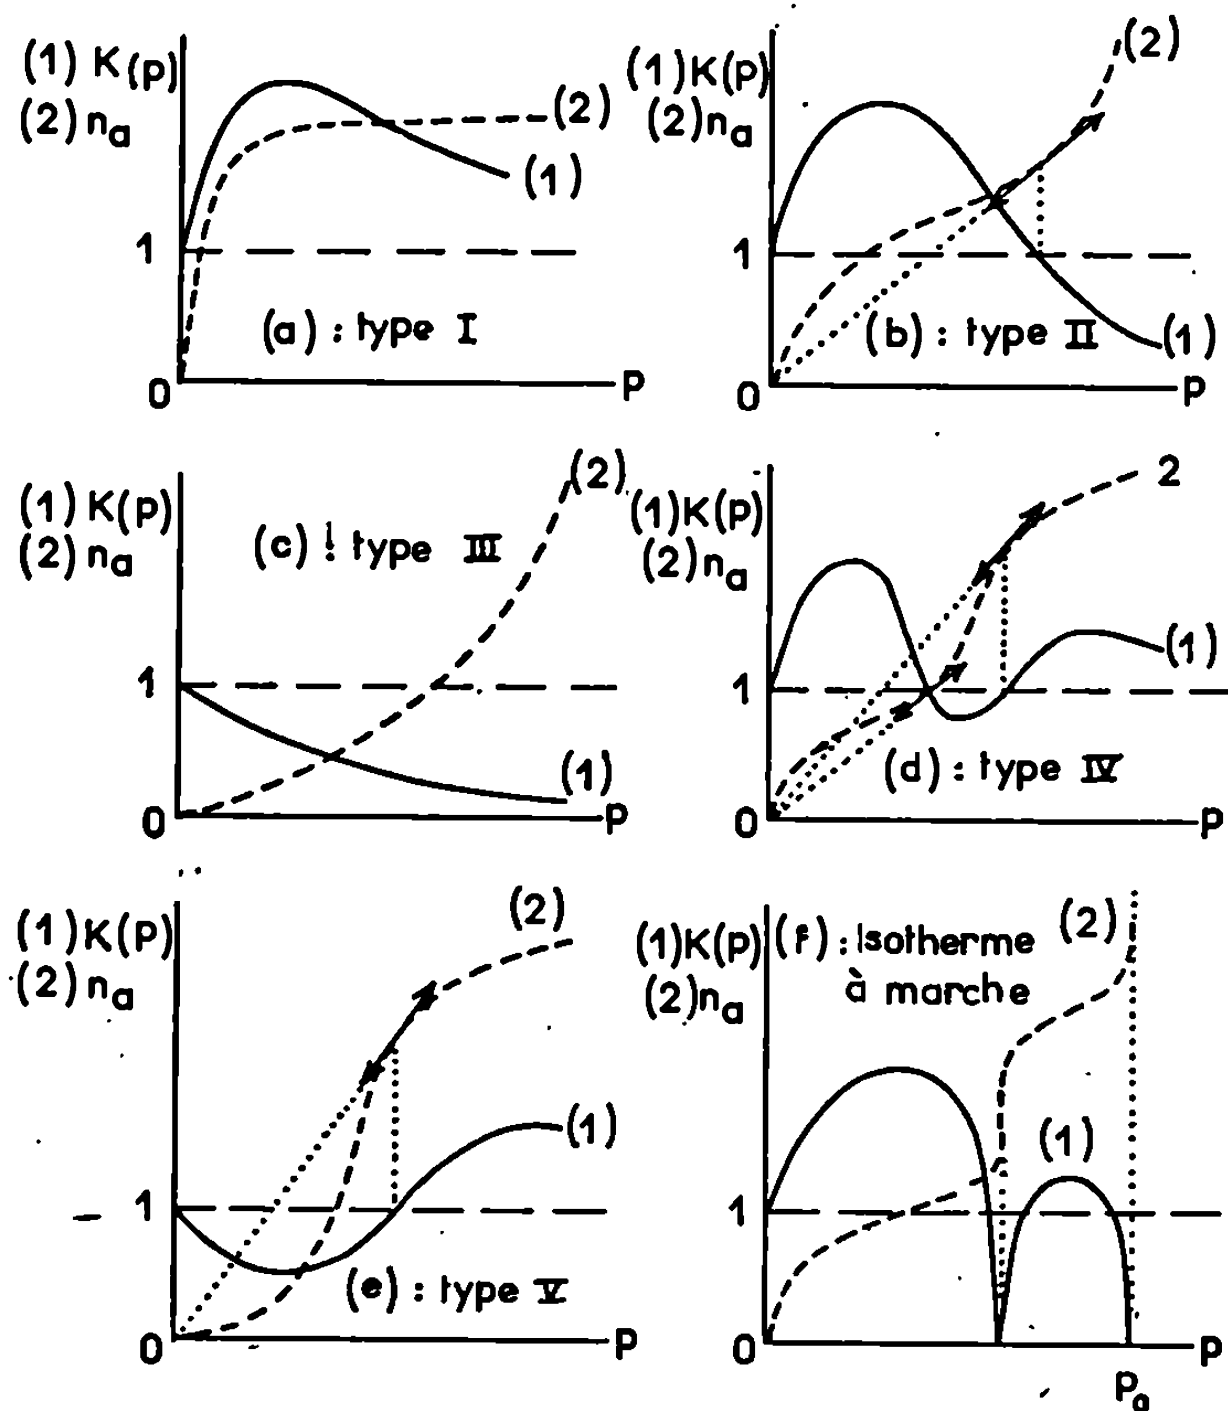 (1) K(p)
(2) na
(2)
(1)
1
(a) : type I
0
p
(1) K(p)
(2) na
(2)
1
(b) : type II
(1)
0
p
(1) K(p)
(2) na
(c) : type III
(2)
1
(1)
0
p
(1) K(p)
(2) na
2
(1)
1
(d) : type IV
0
p
(1) K(p)
(2) na
(2)
(1)
1
(e) : type V
0
p
(1) K(p)
(2) na
(f) : Isotherme
à marche
(2)
(1)
1
0
p
po